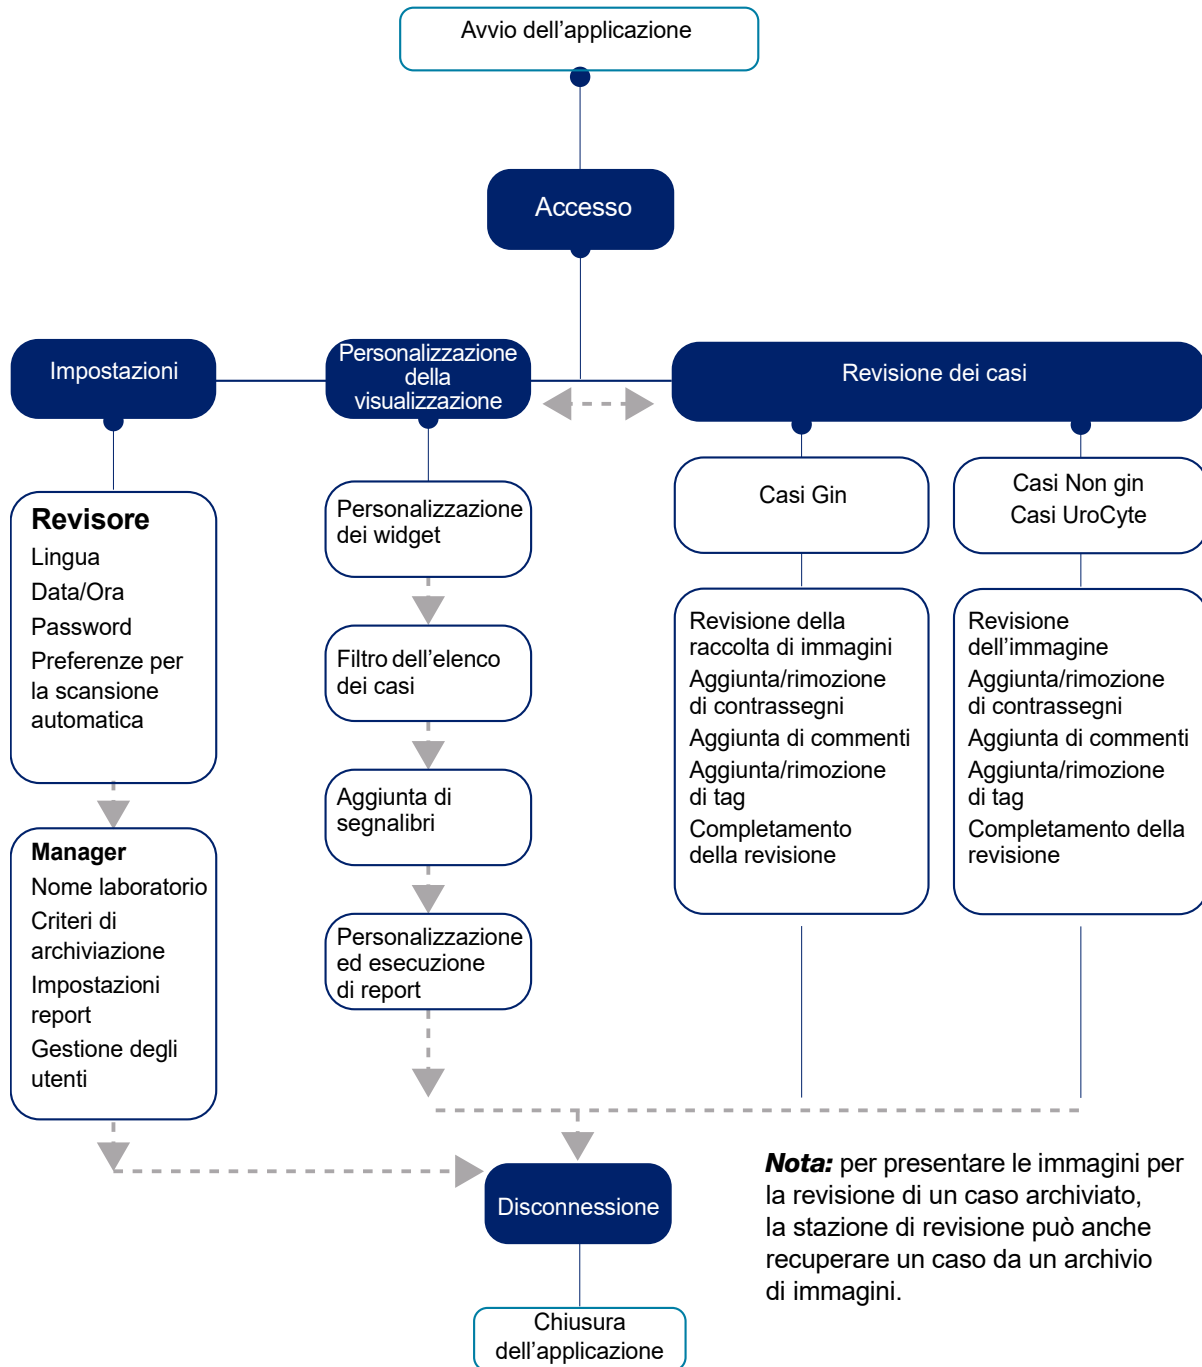 Avvio dell’applicazione
Accesso
Impostazioni
Personalizzazione
della
visualizzazione
Revisione dei casi
Revisore
Lingua
Data/Ora
Password
Preferenze per
la scansione
automatica
Manager
Nome laboratorio
Criteri di
archiviazione
Impostazioni
report
Gestione degli
utenti
Personalizzazione
dei widget
Filtro dell’elenco
dei casi
Aggiunta di
segnalibri
Personalizzazione
ed esecuzione
di report
Casi Gin
Revisione della
raccolta di immagini
Aggiunta/rimozione
di contrassegni
Aggiunta di commenti
Aggiunta/rimozione
di tag
Completamento
della revisione
Casi Non gin
Casi UroCyte
Revisione
dell’immagine
Aggiunta/rimozione
di contrassegni
Aggiunta di commenti
Aggiunta/rimozione
di tag
Completamento della
revisione
Disconnessione
Chiusura
dell’applicazione
Nota: per presentare le immagini per
la revisione di un caso archiviato,
la stazione di revisione può anche
recuperare un caso da un archivio
di immagini.